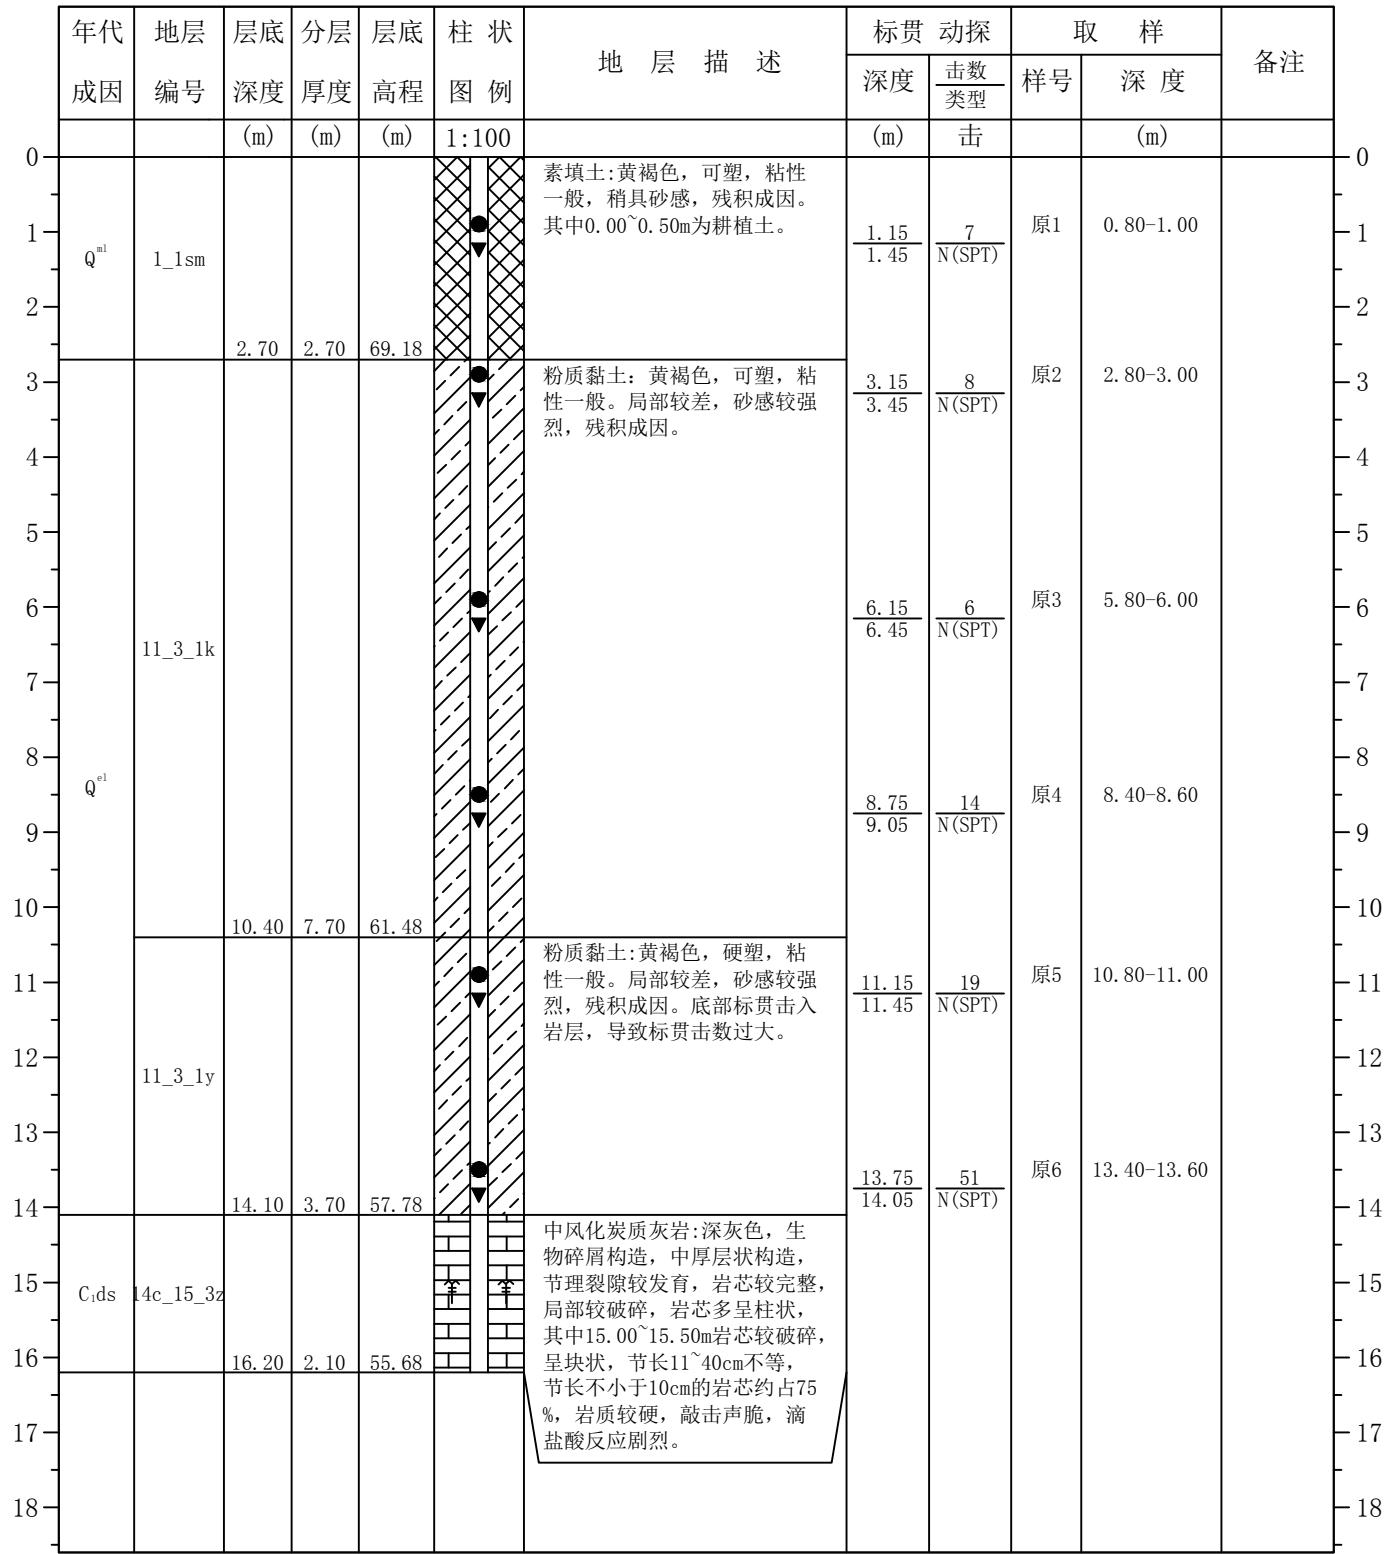 年代 地层 层底 分层 层底 柱 状 地 层 描 述 标贯 动探 取 样 备注
成因 编号 深度 厚度 高程 图 例 深度 击数 样号 深 度
类型
(m) (m) (m) 1:100 (m) 击 (m)
0 0
素填土:黄褐色，可塑，粘性
一般，稍具砂感，残积成因。
其中0.00~0.50m为耕植土。
原1 0.80-1.00
1 1.15 7 1
1.45 N(SPT)
Q^ml 1_1sm
2 2
2.70 2.70 69.18
粉质黏土：黄褐色，可塑，粘
性一般。局部较差，砂感较强
烈，残积成因。
原2 2.80-3.00
3 3.15 8 3
3.45 N(SPT)
4 4
5 5
原3 5.80-6.00
6 6.15 6 6
6.45 N(SPT)
11_3_1k
7 7
8 8
Q^el
原4 8.40-8.60
8.75 14
9 9.05 N(SPT) 9
10 10
10.40 7.70 61.48
粉质黏土:黄褐色，硬塑，粘
性一般。局部较差，砂感较强
烈，残积成因。底部标贯击入
岩层，导致标贯击数过大。
原5 10.80-11.00
11 11.15 19 11
11.45 N(SPT)
12 12
11_3_1y
13 13
原6 13.40-13.60
13.75 51
14 14.05 N(SPT) 14
14.10 3.70 57.78
中风化炭质灰岩:深灰色，生
物碎屑构造，中厚层状构造，
节理裂隙较发育，岩芯较完整，
局部较破碎，岩芯多呈柱状，
其中15.00~15.50m岩芯较破碎，
呈块状，节长11~40cm不等，
节长不小于10cm的岩芯约占75
%，岩质较硬，敲击声脆，滴
盐酸反应剧烈。
15 15
C₁ds 14c_15_3z
16 16
16.20 2.10 55.68
17 17
18 18